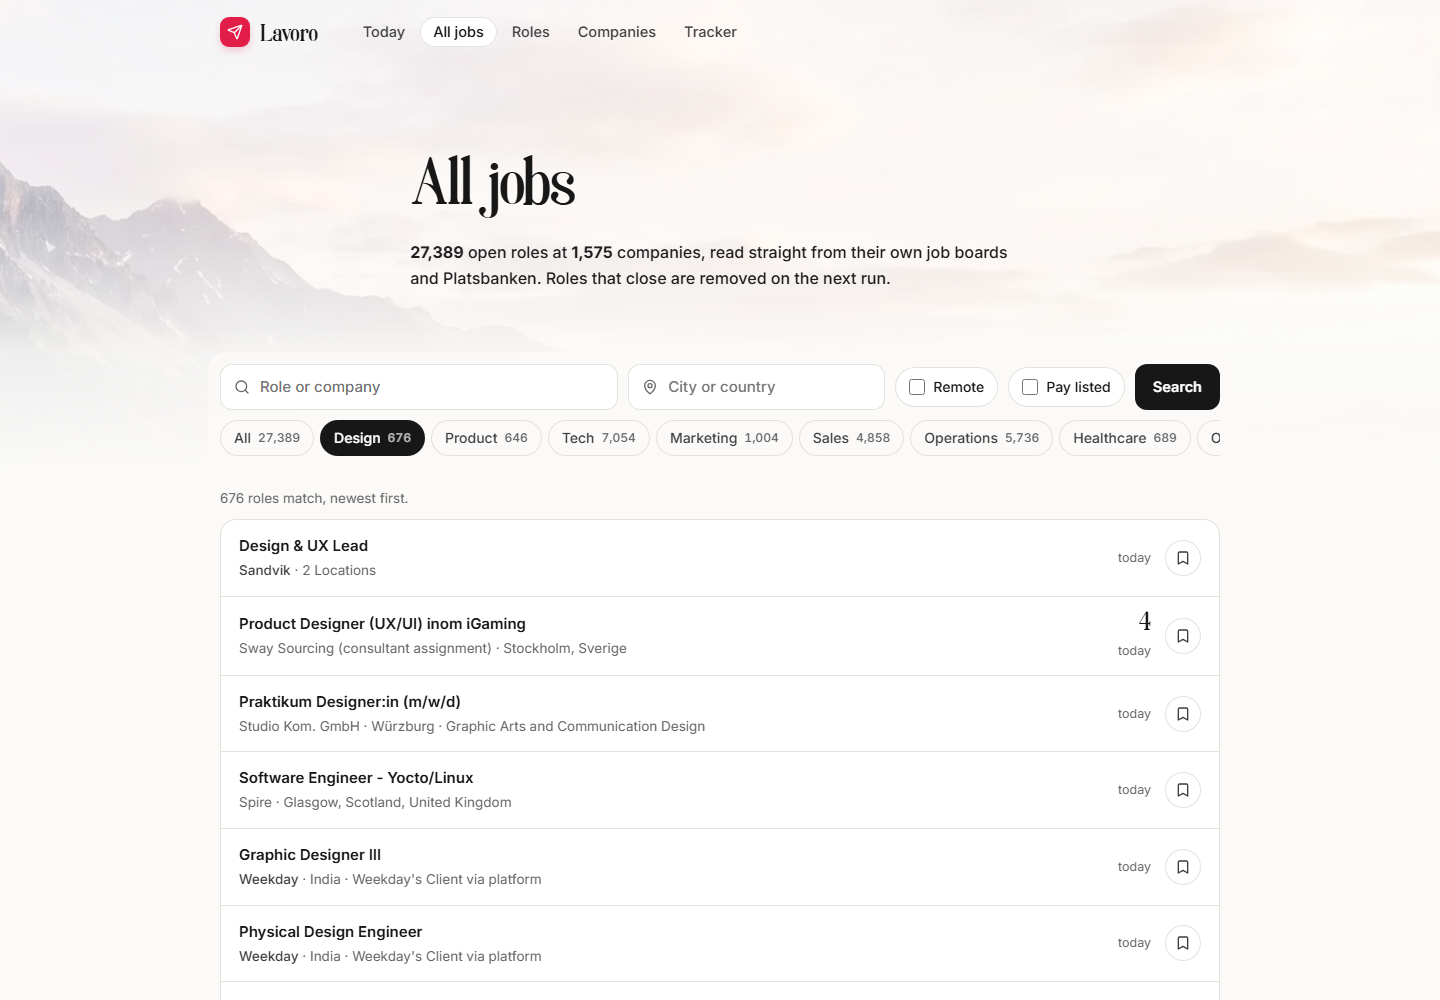 Lavoro
Today
All jobs
Roles
Companies
Tracker
All jobs
27,389 open roles at 1,575 companies, read straight from their own job boards
and Platsbanken. Roles that close are removed on the next run.
Role or company
City or country
Remote
Pay listed
Search
All 27,389
Design 676
Product 646
Tech 7,054
Marketing 1,004
Sales 4,858
Operations 5,736
Healthcare 689
676 roles match, newest first.
Design & UX Lead
Sandvik · 2 Locations
today
Product Designer (UX/UI) inom iGaming
Sway Sourcing (consultant assignment) · Stockholm, Sverige
4
today
Praktikum Designer:in (m/w/d)
Studio Kom. GmbH · Würzburg · Graphic Arts and Communication Design
today
Software Engineer - Yocto/Linux
Spire · Glasgow, Scotland, United Kingdom
today
Graphic Designer III
Weekday · India · Weekday's Client via platform
today
Physical Design Engineer
Weekday · India · Weekday's Client via platform
today